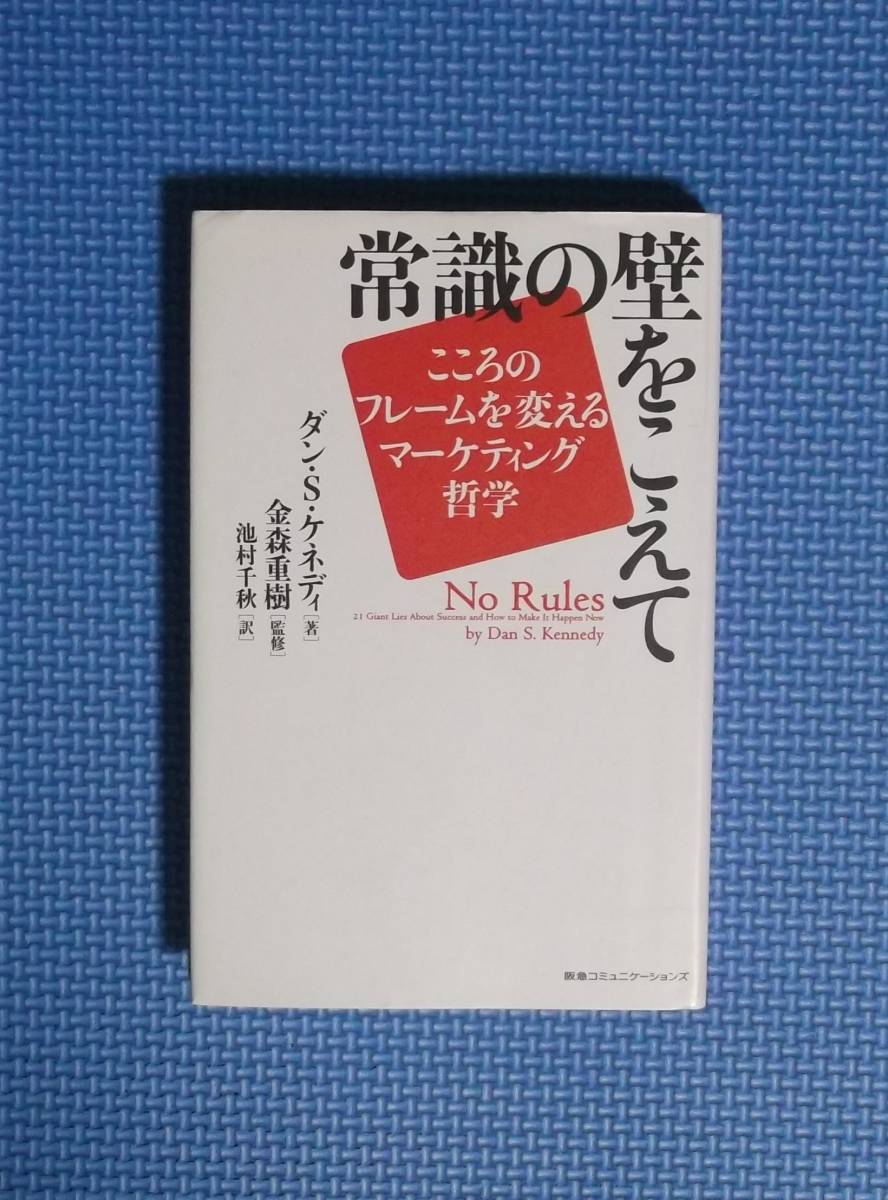 常識の壁をこえて
こころの
フレームを変える
マーケティング
哲学
ダン・S・ケネディ［著］
金森重樹［監修］
池村千秋［訳］
No Rules
21 Giant Lies About Success and How to Make It Happen Now
by Dan S. Kennedy
阪急コミュニケーションズ